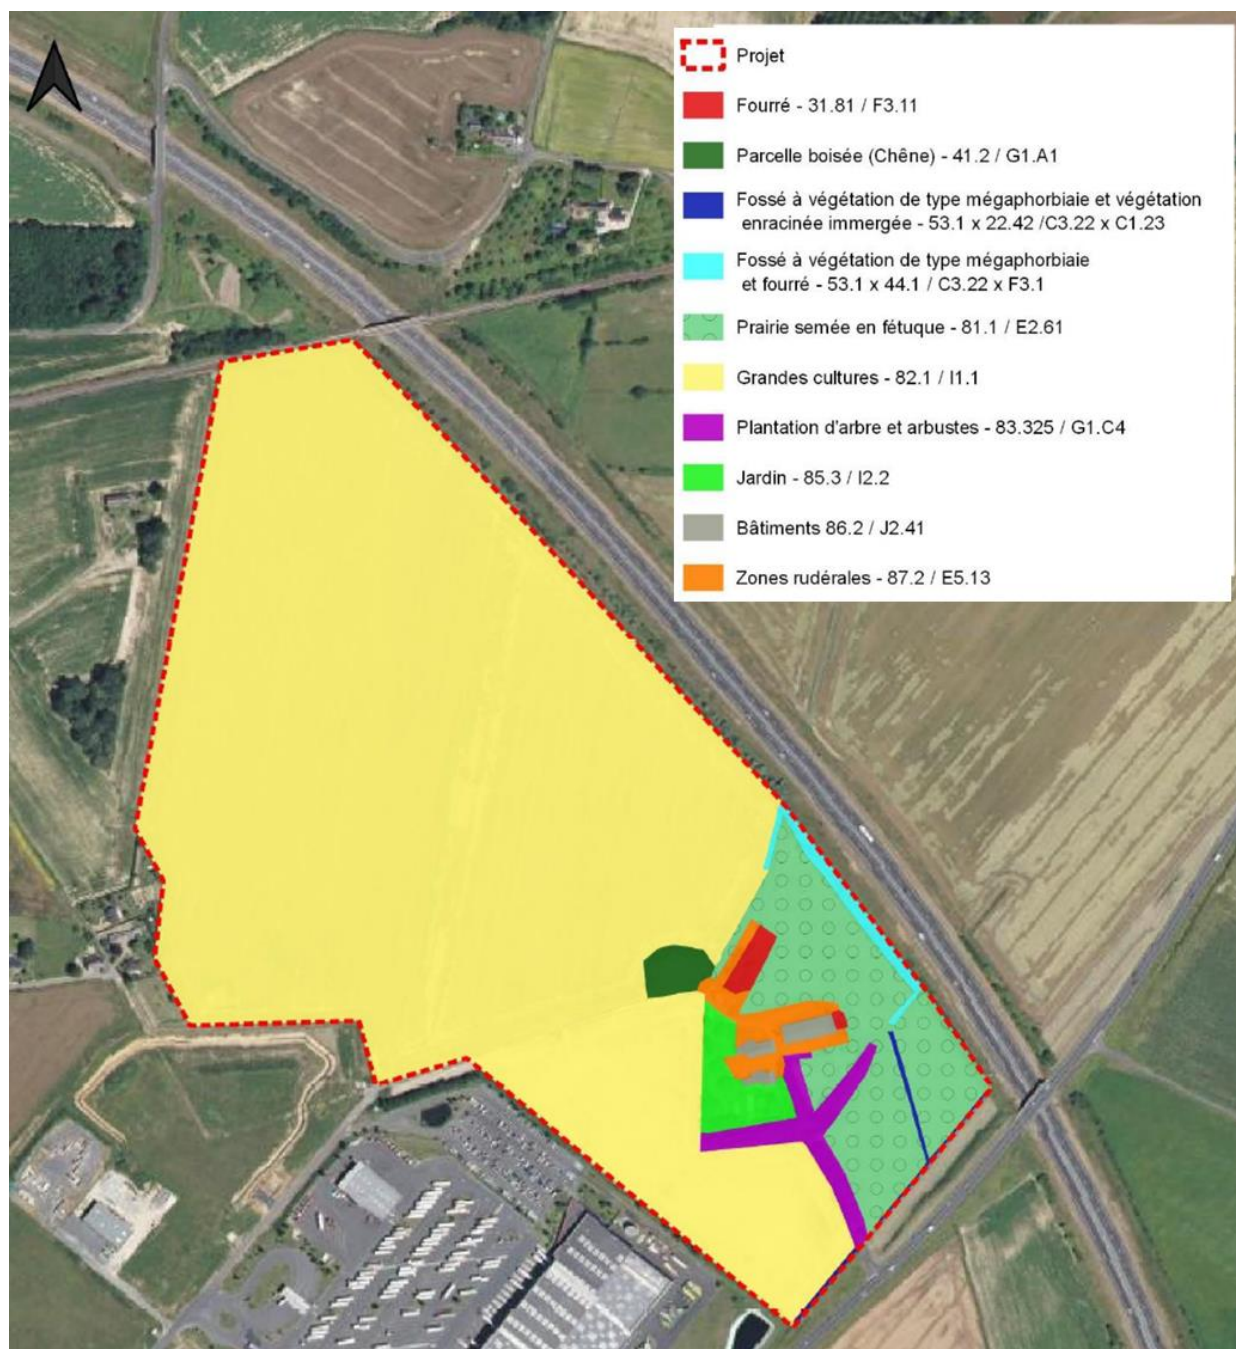 Projet
Fourré - 31.81 / F3.11
Parcelle boisée (Chêne) - 41.2 / G1.A1
Fossé à végétation de type mégaphorbiaie et végétation
enracinée immergée - 53.1 x 22.42 /C3.22 x C1.23
Fossé à végétation de type mégaphorbiaie
et fourré - 53.1 x 44.1 / C3.22 x F3.1
Prairie semée en fétuque - 81.1 / E2.61
Grandes cultures - 82.1 / I1.1
Plantation d'arbre et arbustes - 83.325 / G1.C4
Jardin - 85.3 / I2.2
Bâtiments 86.2 / J2.41
Zones rudérales - 87.2 / E5.13